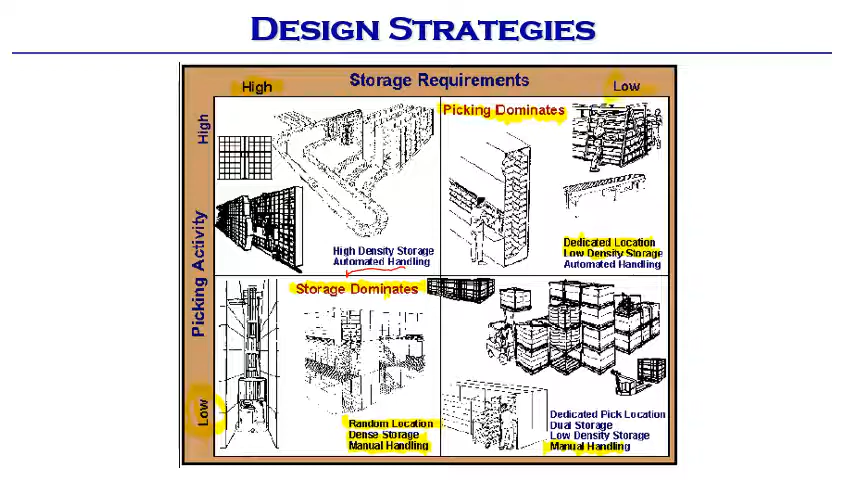 DESIGN STRATEGIES
Storage Requirements
High
Low
Picking Activity
High
Low
High Density Storage
Automated Handling
Picking Dominates
Dedicated Location
Low Density Storage
Automated Handling
Storage Dominates
Random Location
Dense Storage
Manual Handling
Dedicated Pick Location
Dual Storage
Low Density Storage
Manual Handling